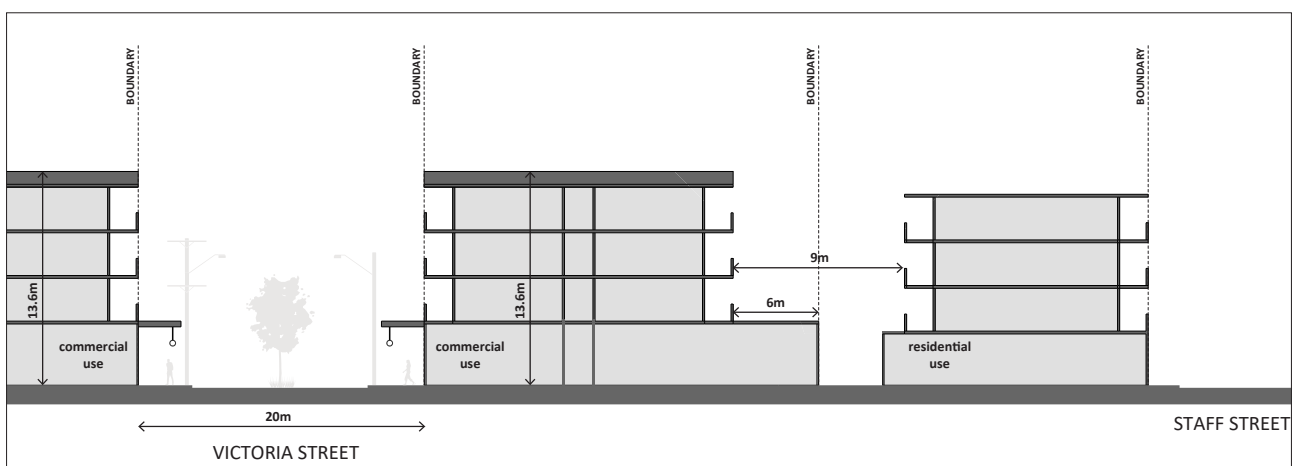 BOUNDARY
BOUNDARY
BOUNDARY
BOUNDARY
13.6m
13.6m
9m
6m
commercial
use
commercial
use
residential
use
20m
VICTORIA STREET
STAFF STREET